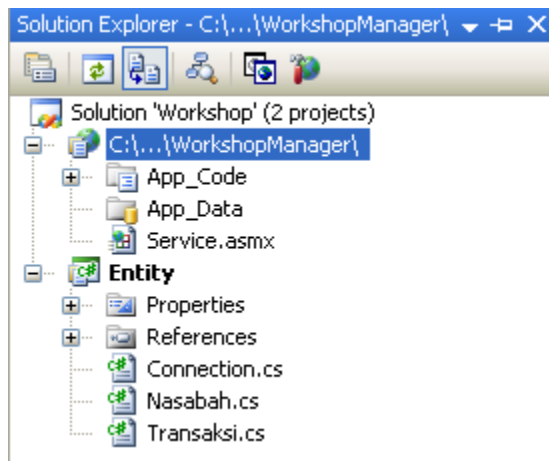 Solution Explorer - C:\...\WorkshopManager\
Solution 'Workshop' (2 projects)
C:\...\WorkshopManager\
App_Code
App_Data
Service.asmx
Entity
Properties
References
Connection.cs
Nasabah.cs
Transaksi.cs